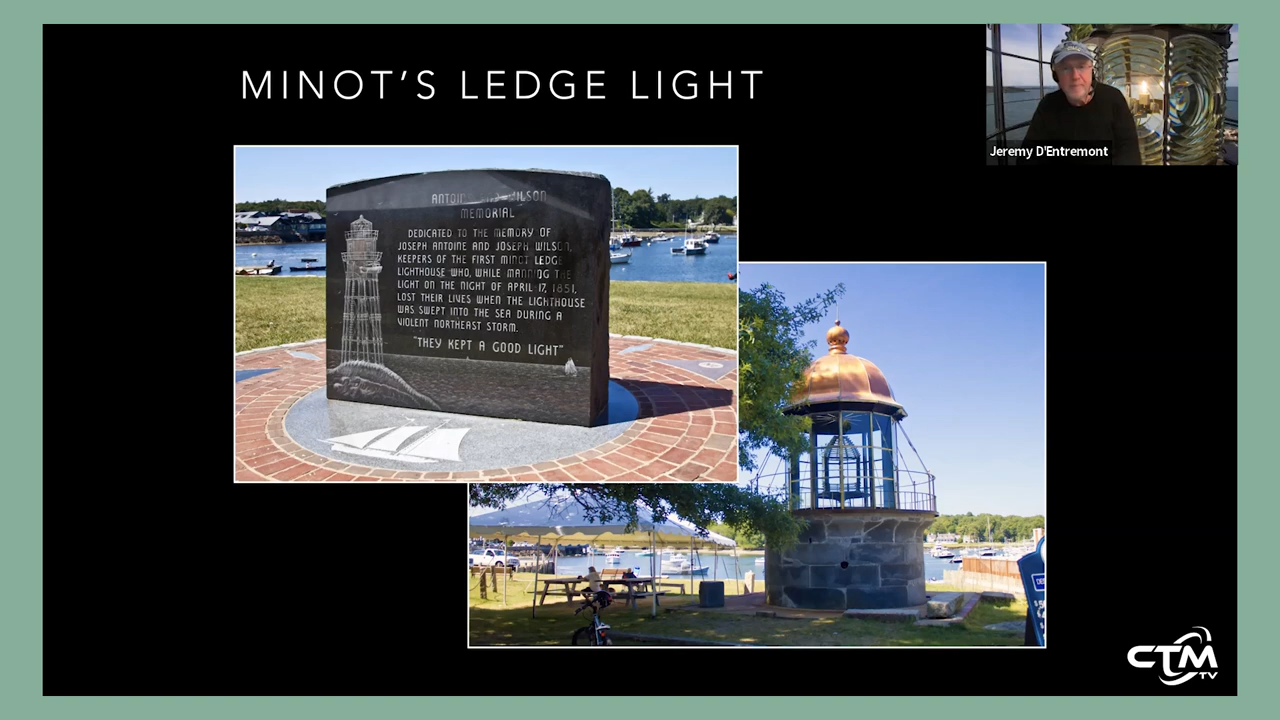 MINOT'S LEDGE LIGHT
Jeremy D'Entremont
WILSON
MEMORIAL
DEDICATED TO THE MEMORY OF
JOSEPH ANTOINE AND JOSEPH WILSON,
KEEPERS OF THE FIRST MINOT LEDGE
LIGHTHOUSE WHO, WHILE MANNING THE
LIGHT ON THE NIGHT OF APRIL 17, 1851,
LOST THEIR LIVES WHEN THE LIGHTHOUSE
WAS SWEPT INTO THE SEA DURING A
VIOLENT NORTHEAST STORM.
"THEY KEPT A GOOD LIGHT"
CTM
TV